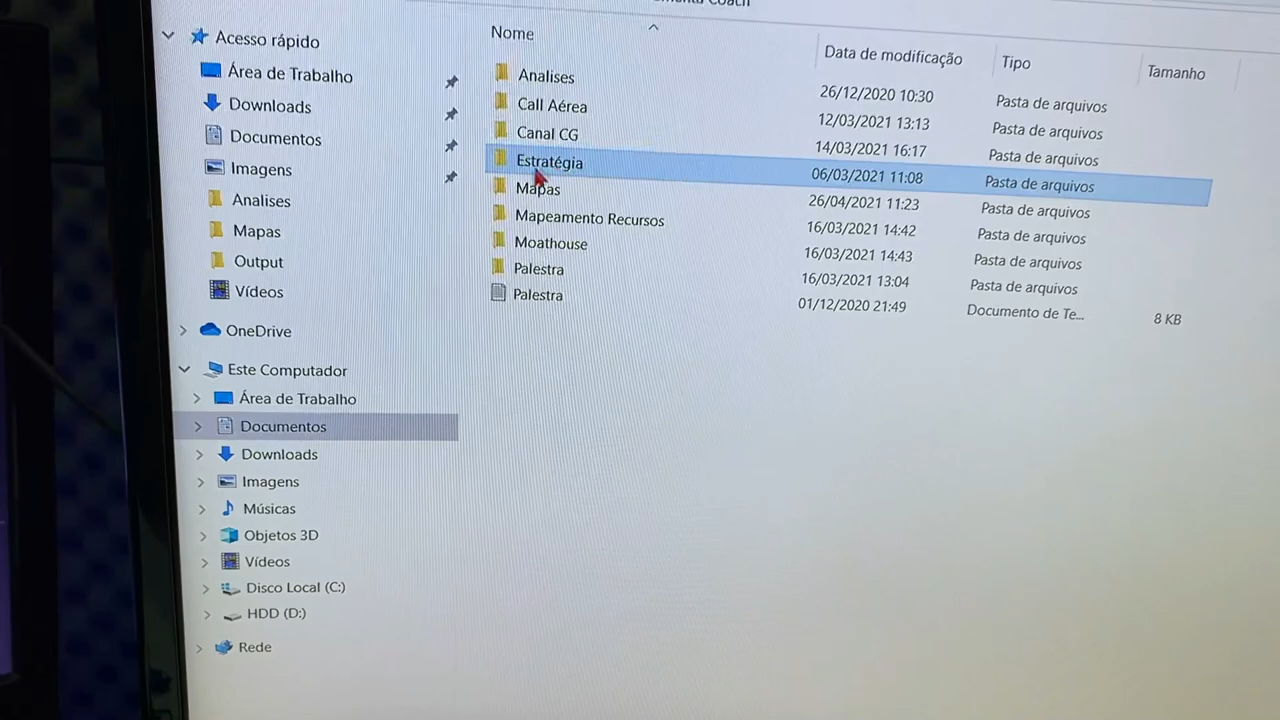 Coach
Nome Data de modificação Tipo Tamanho
Analises 26/12/2020 10:30 Pasta de arquivos
Call Aérea 12/03/2021 13:13 Pasta de arquivos
Canal CG 14/03/2021 16:17 Pasta de arquivos
Estratégia 06/03/2021 11:08 Pasta de arquivos
Mapas 26/04/2021 11:23 Pasta de arquivos
Mapeamento Recursos 16/03/2021 14:42 Pasta de arquivos
Moathouse 16/03/2021 14:43 Pasta de arquivos
Palestra 16/03/2021 13:04 Pasta de arquivos
Palestra 01/12/2020 21:49 Documento de Te... 8 KB
Acesso rápido
Área de Trabalho
Downloads
Documentos
Imagens
Analises
Mapas
Output
Vídeos
OneDrive
Este Computador
Área de Trabalho
Documentos
Downloads
Imagens
Músicas
Objetos 3D
Vídeos
Disco Local (C:)
HDD (D:)
Rede